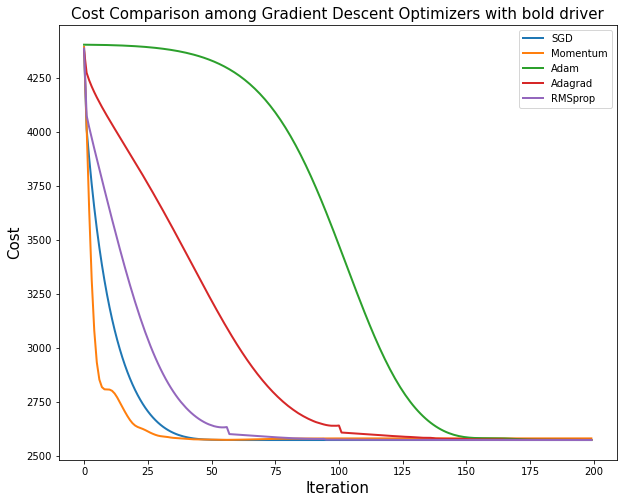 Cost Comparison among Gradient Descent Optimizers with bold driver
SGD
Momentum
Adam
Adagrad
RMSprop
4250
4000
3750
3500
3250
3000
2750
2500
Cost
0 25 50 75 100 125 150 175 200
Iteration